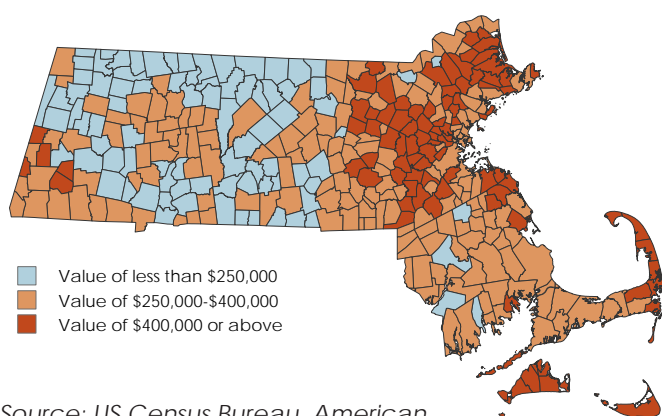 Value of less than $250,000
Value of $250,000-$400,000
Value of $400,000 or above
Source: US Census Bureau, American